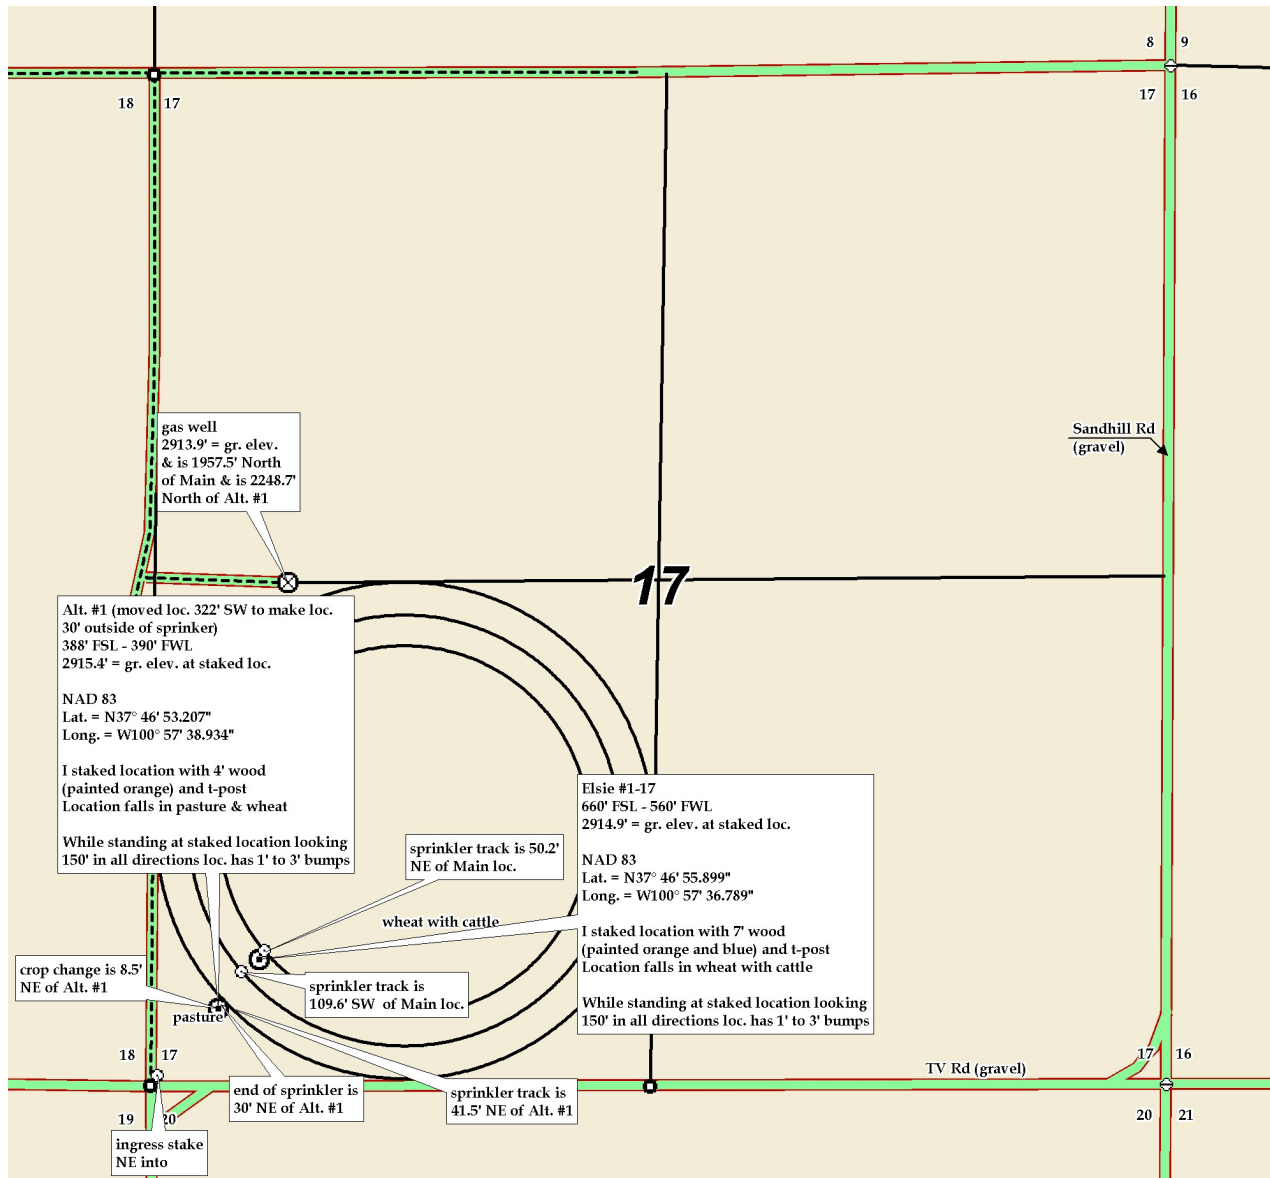 8 9
17 16
18 17
gas well
2913.9' = gr. elev.
& is 1957.5' North
of Main & is 2248.7'
North of Alt. #1
Sandhill Rd
(gravel)
17
Alt. #1 (moved loc. 322' SW to make loc.
30' outside of sprinker)
388' FSL - 390' FWL
2915.4' = gr. elev. at staked loc.
NAD 83
Lat. = N37° 46' 53.207"
Long. = W100° 57' 38.934"
I staked location with 4' wood
(painted orange) and t-post
Location falls in pasture & wheat
While standing at staked location looking
150' in all directions loc. has 1' to 3' bumps
Elsie #1-17
660' FSL - 560' FWL
2914.9' = gr. elev. at staked loc.
NAD 83
Lat. = N37° 46' 55.899"
Long. = W100° 57' 36.789"
I staked location with 7' wood
(painted orange and blue) and t-post
Location falls in wheat with cattle
While standing at staked location looking
150' in all directions loc. has 1' to 3' bumps
sprinkler track is 50.2'
NE of Main loc.
wheat with cattle
crop change is 8.5'
NE of Alt. #1
sprinkler track is
109.6' SW of Main loc.
pasture
18 17
17 16
TV Rd (gravel)
end of sprinkler is
30' NE of Alt. #1
sprinkler track is
41.5' NE of Alt. #1
19 20
20 21
ingress stake
NE into